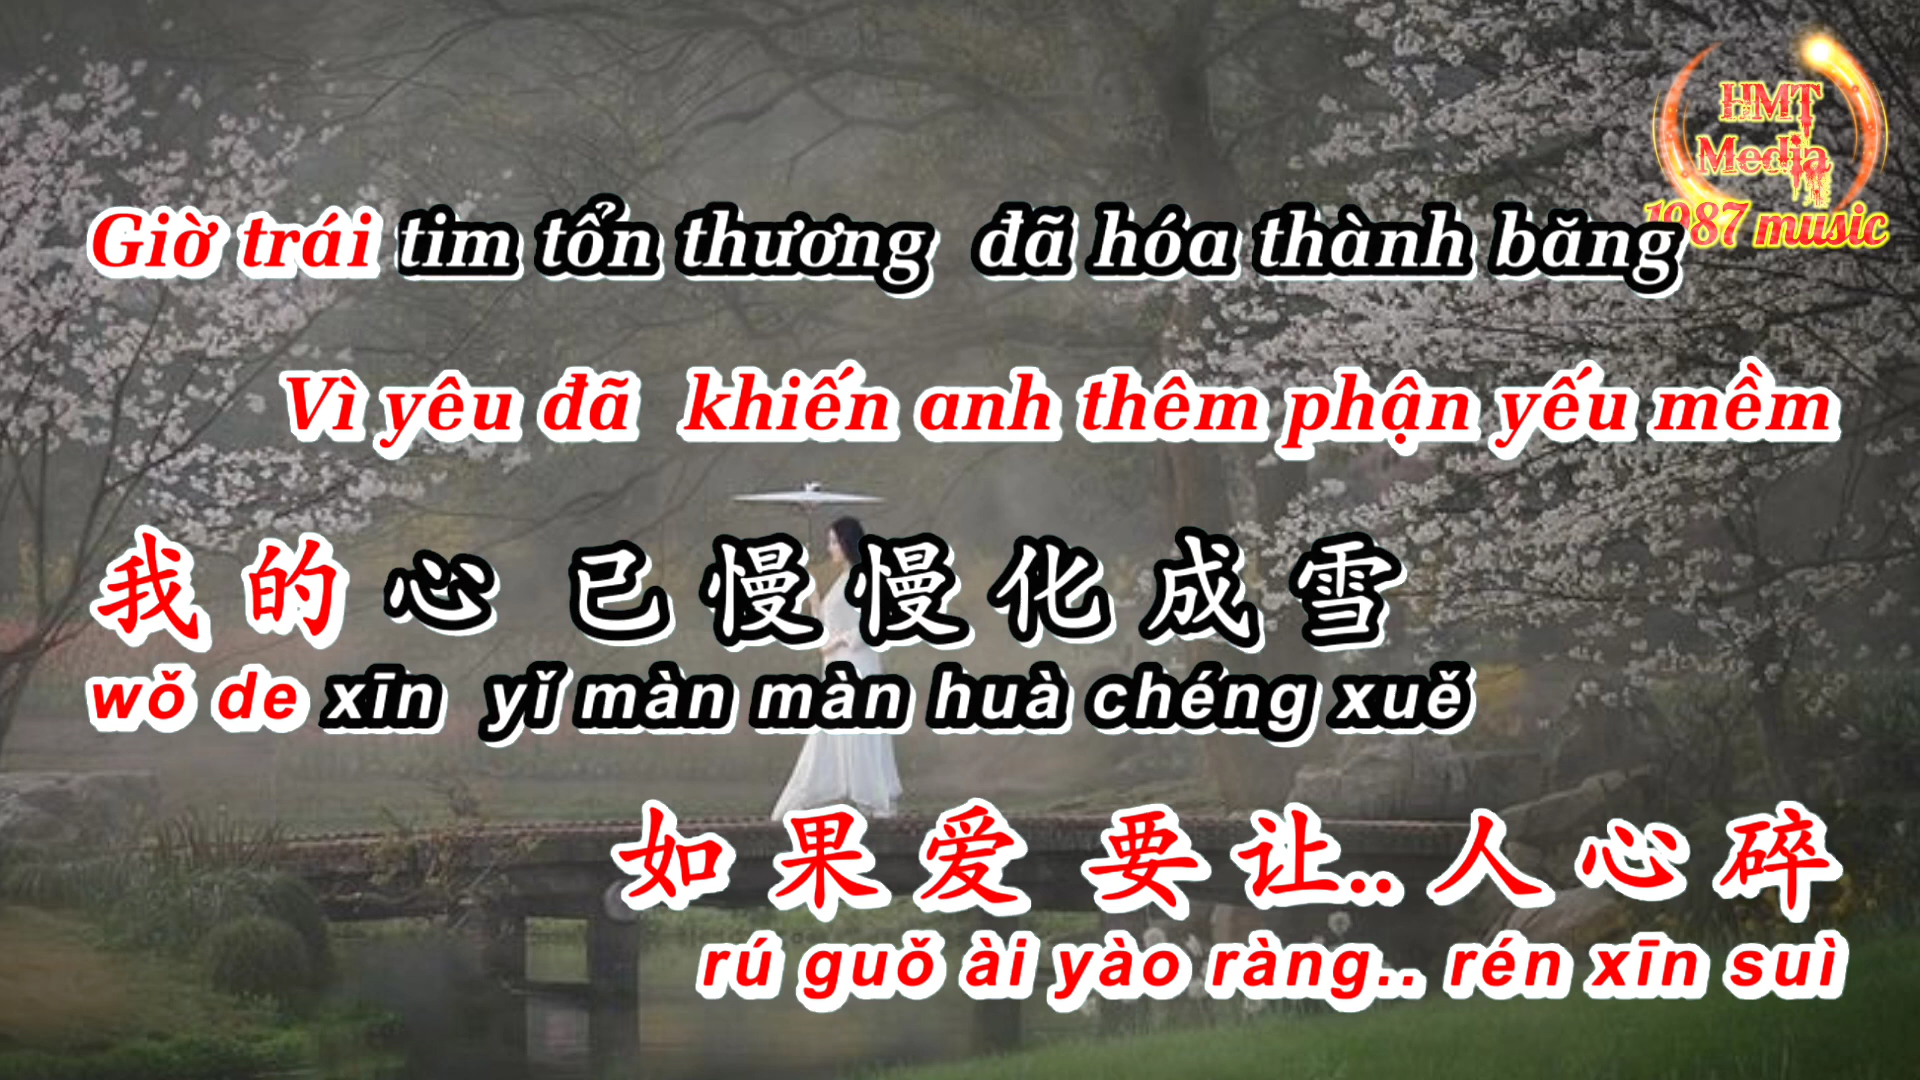 HMT
Media
1987 music
Giờ trái tim tổn thương đã hóa thành băng
Vì yêu đã khiến anh thêm phận yếu mềm
我的心 已慢慢化成雪
wǒ de xīn yǐ màn màn huà chéng xuě
如果爱 要让.. 人心碎
rú guǒ ài yào ràng.. rén xīn suì